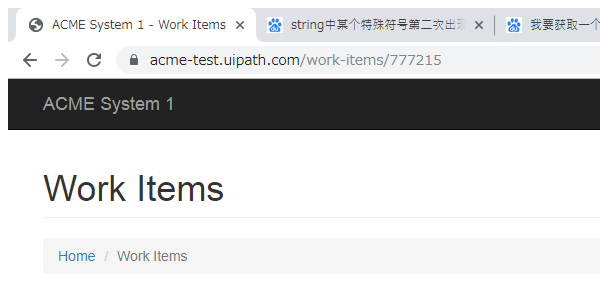 ACME System 1 - Work Items
string中某个特殊符号第二次出现
我要获取一个
acme-test.uipath.com/work-items/777215
ACME System 1
Work Items
Home / Work Items